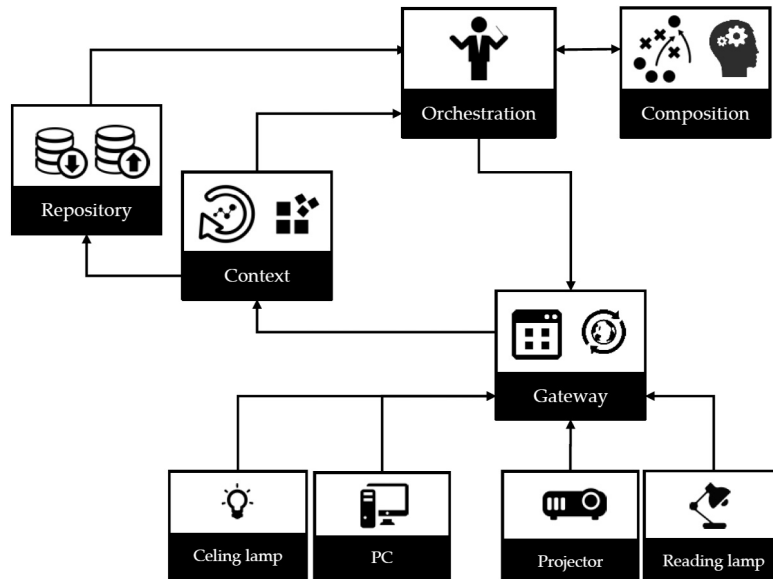 Orchestration
Composition
Repository
Context
Gateway
Celing lamp
PC
Projector
Reading lamp